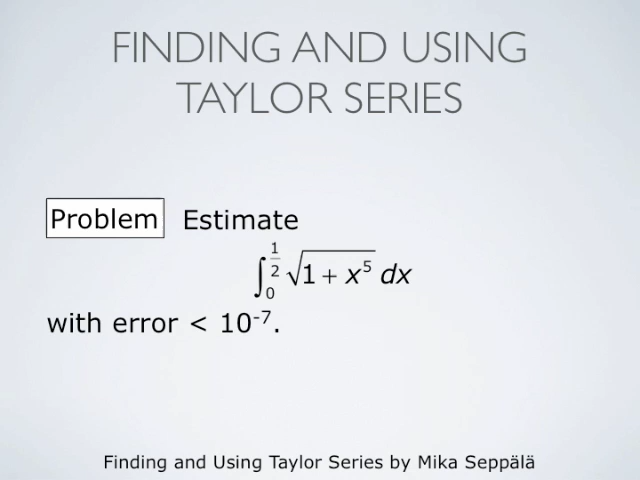 FINDING AND USING
TAYLOR SERIES
Problem Estimate
∫₀^{1/2} √(1 + x⁵) dx
with error < 10⁻⁷.
Finding and Using Taylor Series by Mika Seppälä